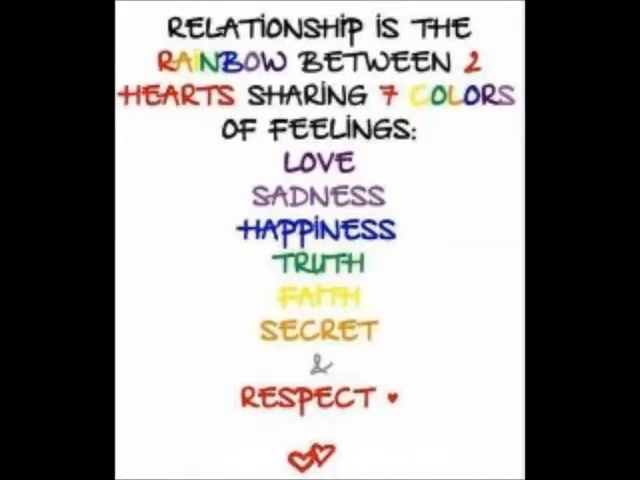 RELATIONSHIP IS THE
RAINBOW BETWEEN 2
HEARTS SHARING 7 COLORS
OF FEELINGS:
LOVE
SADNESS
HAPPINESS
TRUTH
FAITH
SECRET
&
RESPECT ♥